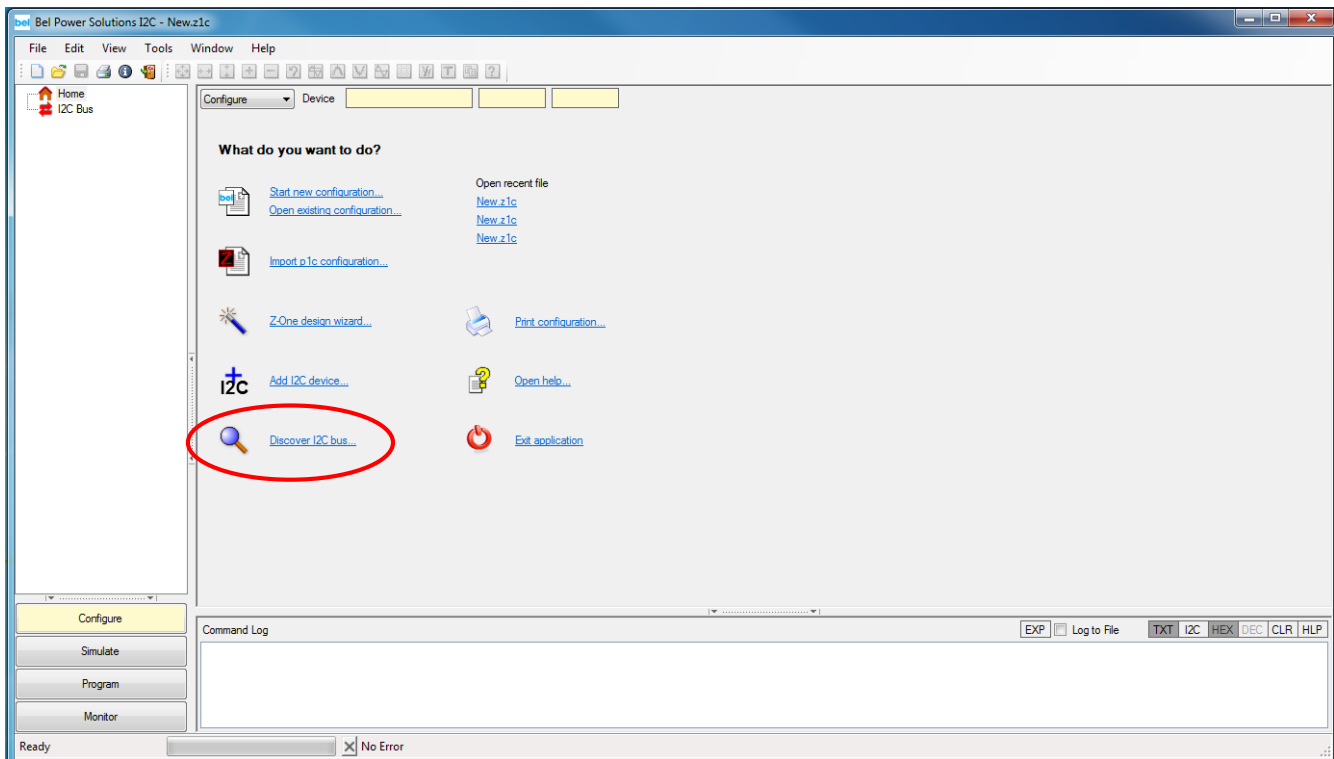 bel Bel Power Solutions I2C - New.z1c
File Edit View Tools Window Help
Home
I2C Bus
Configure Device
What do you want to do?
Start new configuration...
Open existing configuration...
Open recent file
New.z1c
New.z1c
New.z1c
bel
Z
Import p1c configuration...
Z-One design wizard...
Print configuration...
I2C
Add I2C device...
Open help...
Discover I2C bus...
Exit application
Configure
Simulate
Program
Monitor
Command Log EXP Log to File TXT I2C HEX DEC CLR HLP
Ready No Error